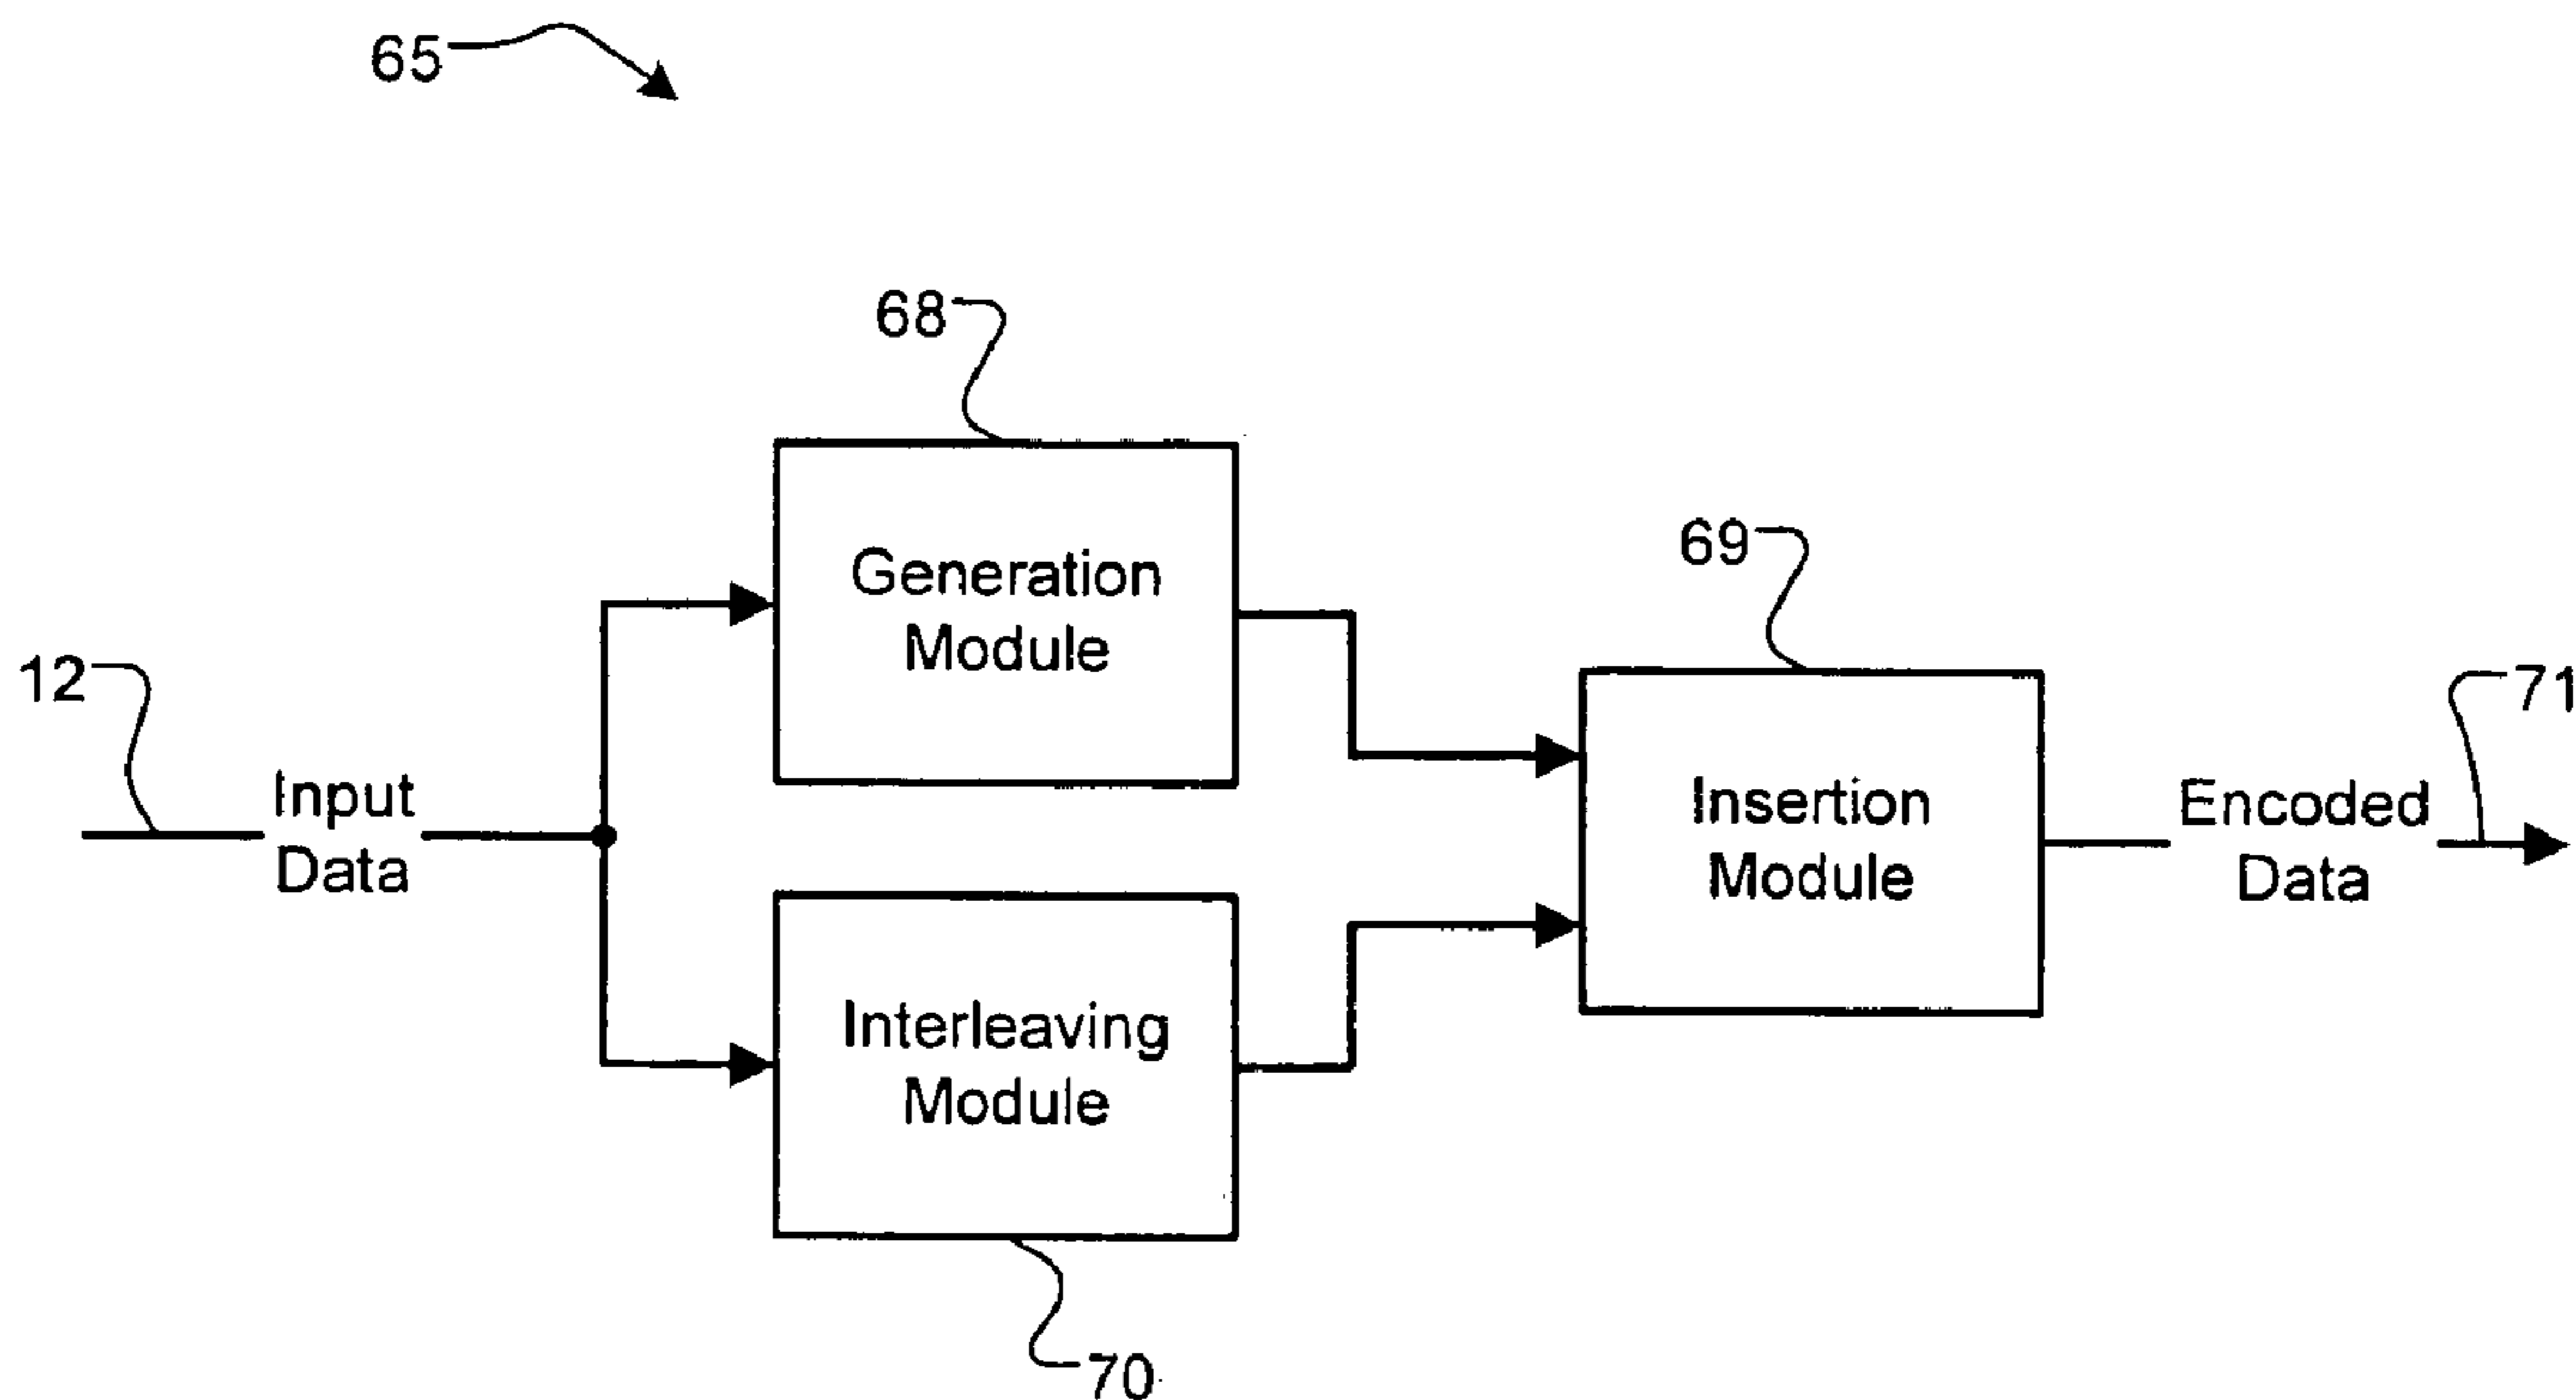 65
68
Generation
Module
69
12
71
Input
Data
Insertion
Module
Encoded
Data
Interleaving
Module
70